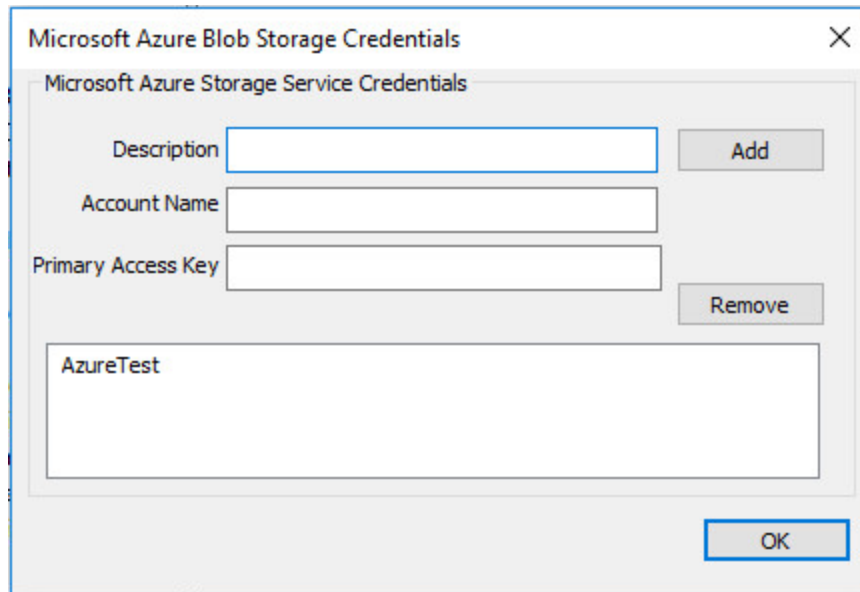 Microsoft Azure Blob Storage Credentials
Microsoft Azure Storage Service Credentials
Description
Add
Account Name
Primary Access Key
Remove
AzureTest
OK